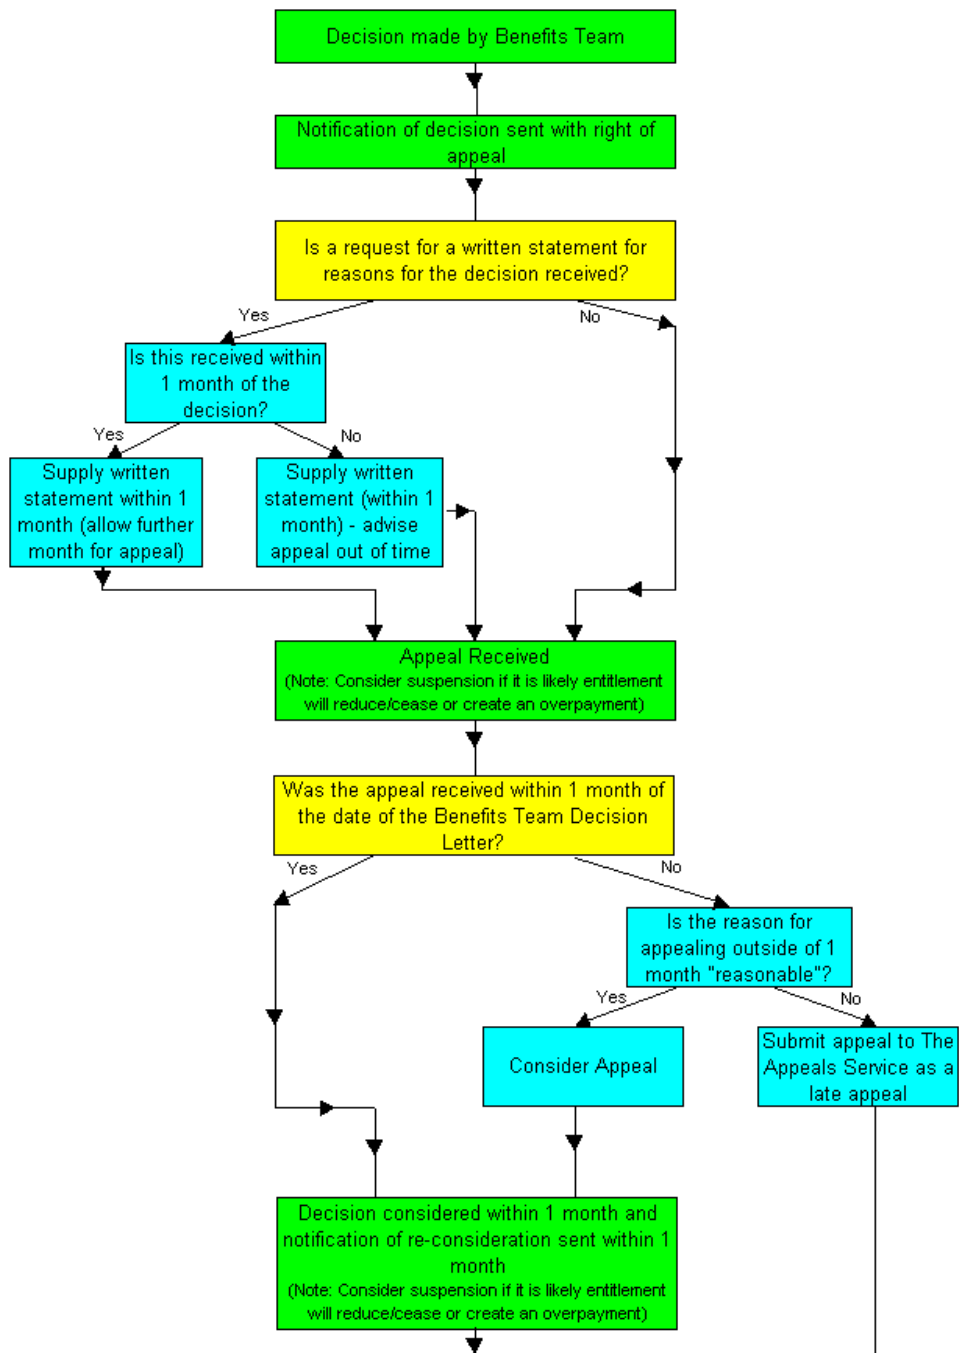 Decision made by Benefits Team
Notification of decision sent with right of
appeal
Is a request for a written statement for
reasons for the decision received?
Yes
No
Is this received within
1 month of the
decision?
Yes
No
Supply written
statement within 1
month (allow further
month for appeal)
Supply written
statement (within 1
month) - advise
appeal out of time
Appeal Received
(Note: Consider suspension if it is likely entitlement
will reduce/cease or create an overpayment)
Was the appeal received within 1 month of
the date of the Benefits Team Decision
Letter?
Yes
No
Is the reason for
appealing outside of 1
month "reasonable"?
Yes
No
Consider Appeal
Submit appeal to The
Appeals Service as a
late appeal
Decision considered within 1 month and
notification of re-consideration sent within 1
month
(Note: Consider suspension if it is likely entitlement
will reduce/cease or create an overpayment)